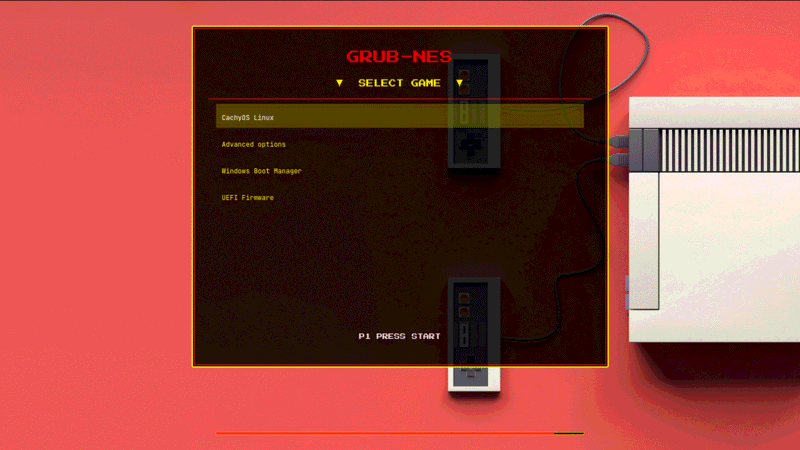 GRUB-NES
▼ SELECT GAME ▼
CachyOS Linux
Advanced options
Windows Boot Manager
UEFI Firmware
P1 PRESS START